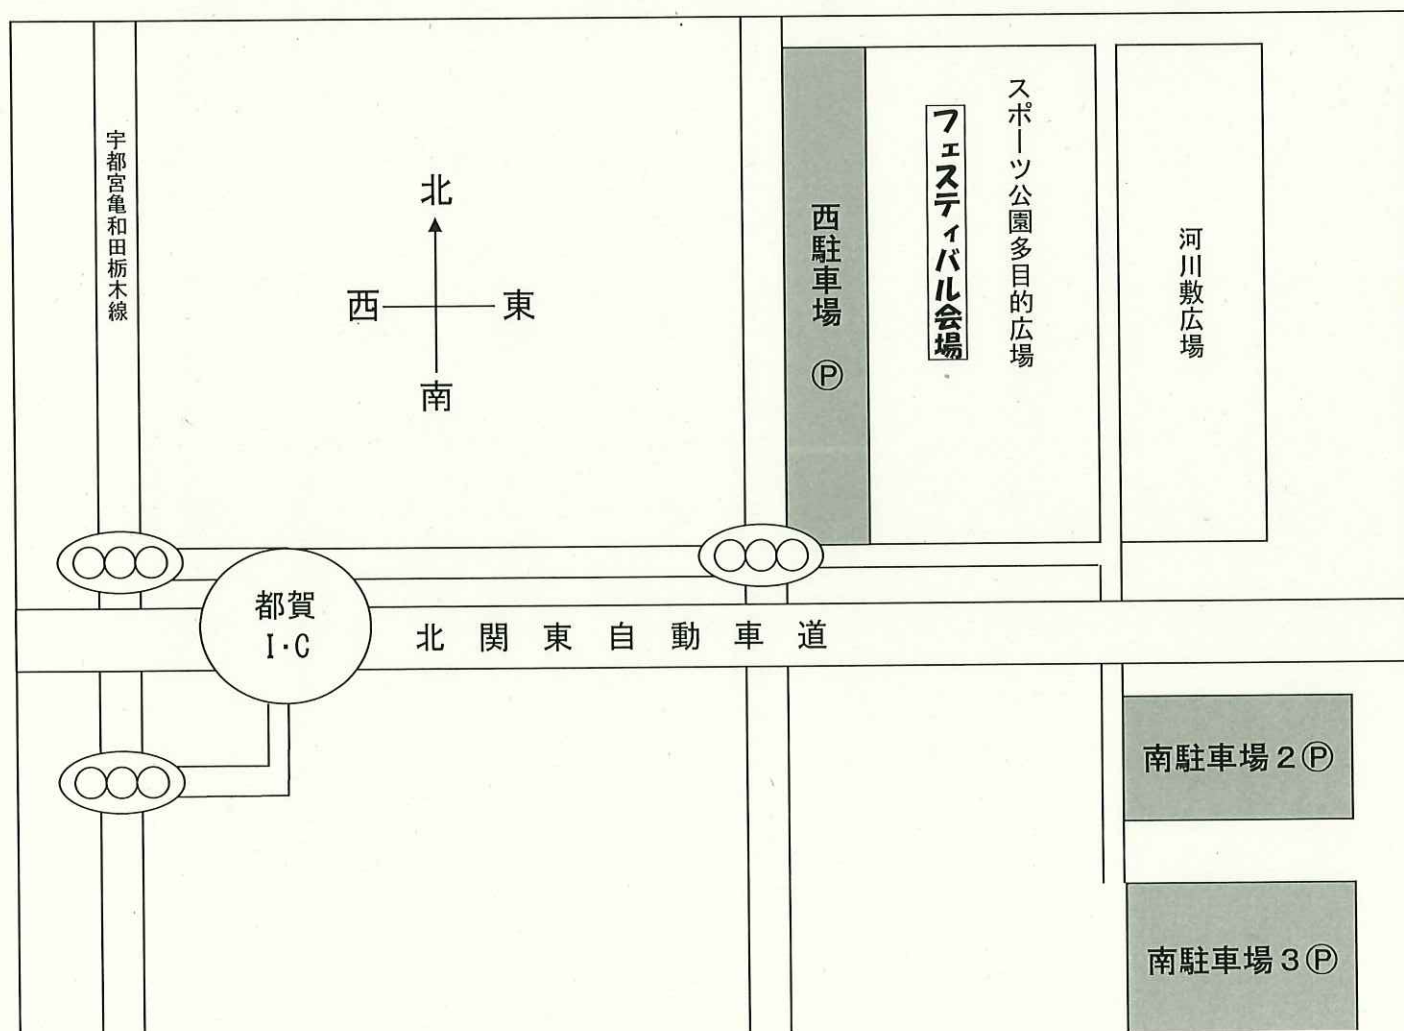 宇都宮亀和田栃木線
北
西
東
南
西駐車場 Ⓟ
フェスティバル会場
スポーツ公園多目的広場
河川敷広場
都賀
I・C
北関東自動車道
南駐車場2Ⓟ
南駐車場3Ⓟ